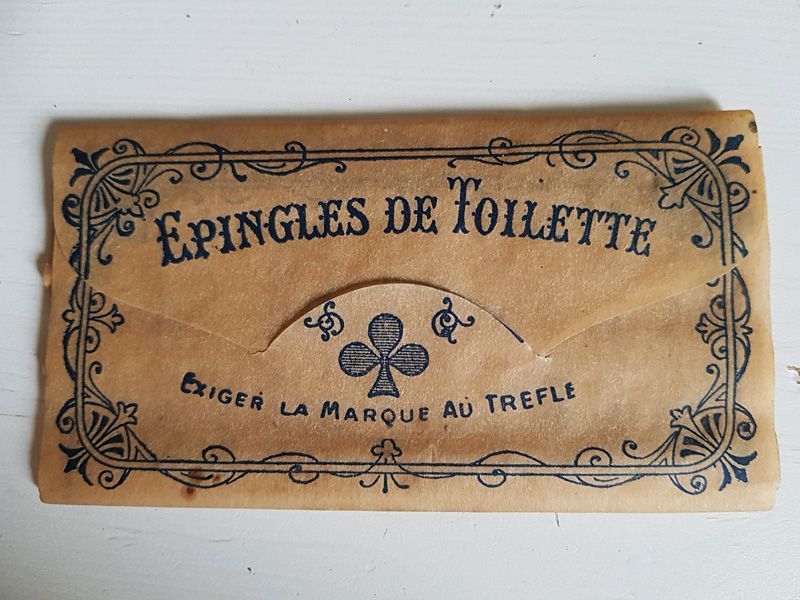 EPINGLES DE TOILETTE
EXIGER LA MARQUE AU TREFLE